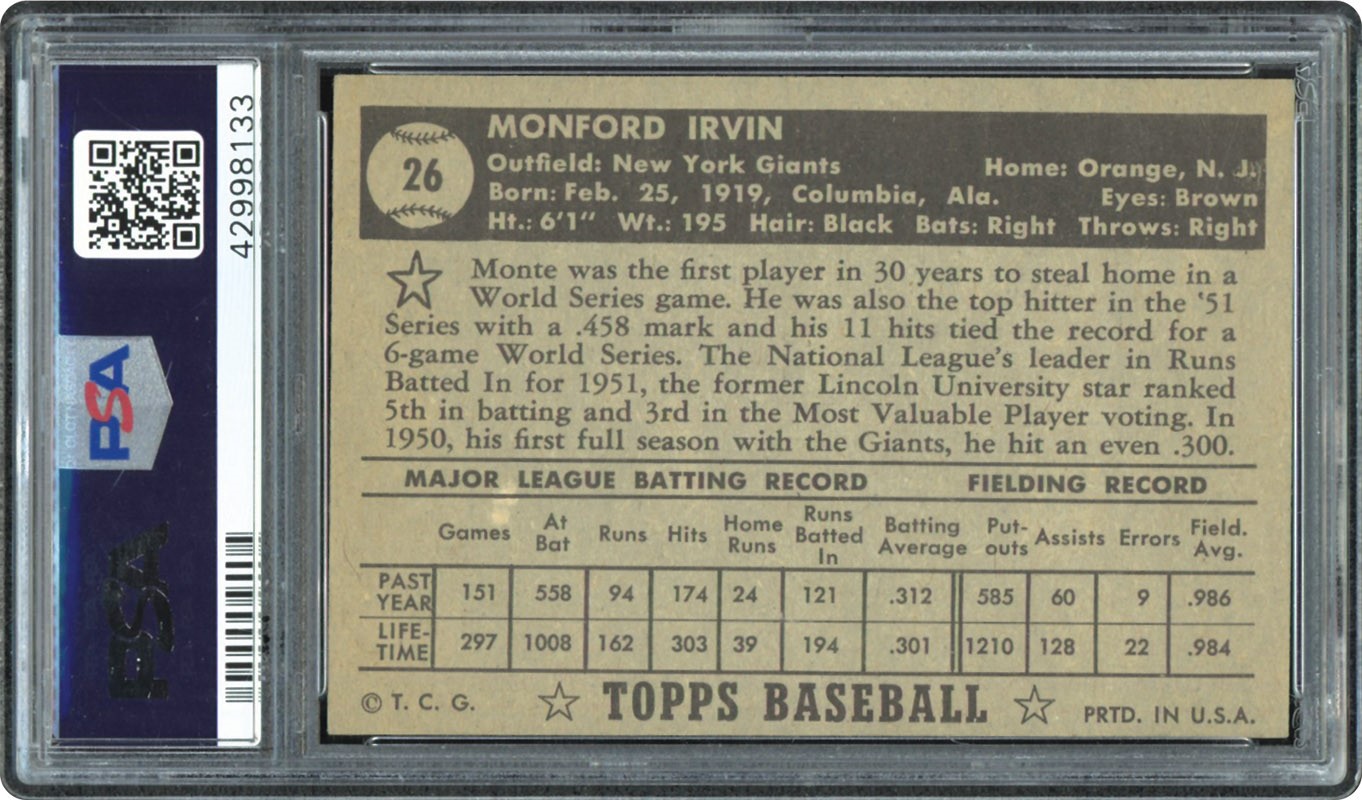 42998133
PSA
PSA
26
MONFORD IRVIN
Outfield: New York Giants Home: Orange, N. J.
Born: Feb. 25, 1919, Columbia, Ala. Eyes: Brown
Ht.: 6'1" Wt.: 195 Hair: Black Bats: Right Throws: Right
Monte was the first player in 30 years to steal home in a
World Series game. He was also the top hitter in the '51
Series with a .458 mark and his 11 hits tied the record for a
6-game World Series. The National League's leader in Runs
Batted In for 1951, the former Lincoln University star ranked
5th in batting and 3rd in the Most Valuable Player voting. In
1950, his first full season with the Giants, he hit an even .300.
MAJOR LEAGUE BATTING RECORD FIELDING RECORD
Games At Bat Runs Hits Home Runs Runs Batted In Batting Average Put-outs Assists Errors Field. Avg.
PAST YEAR 151 558 94 174 24 121 .312 585 60 9 .986
LIFE-TIME 297 1008 162 303 39 194 .301 1210 128 22 .984
© T. C. G. TOPPS BASEBALL PRTD. IN U.S.A.